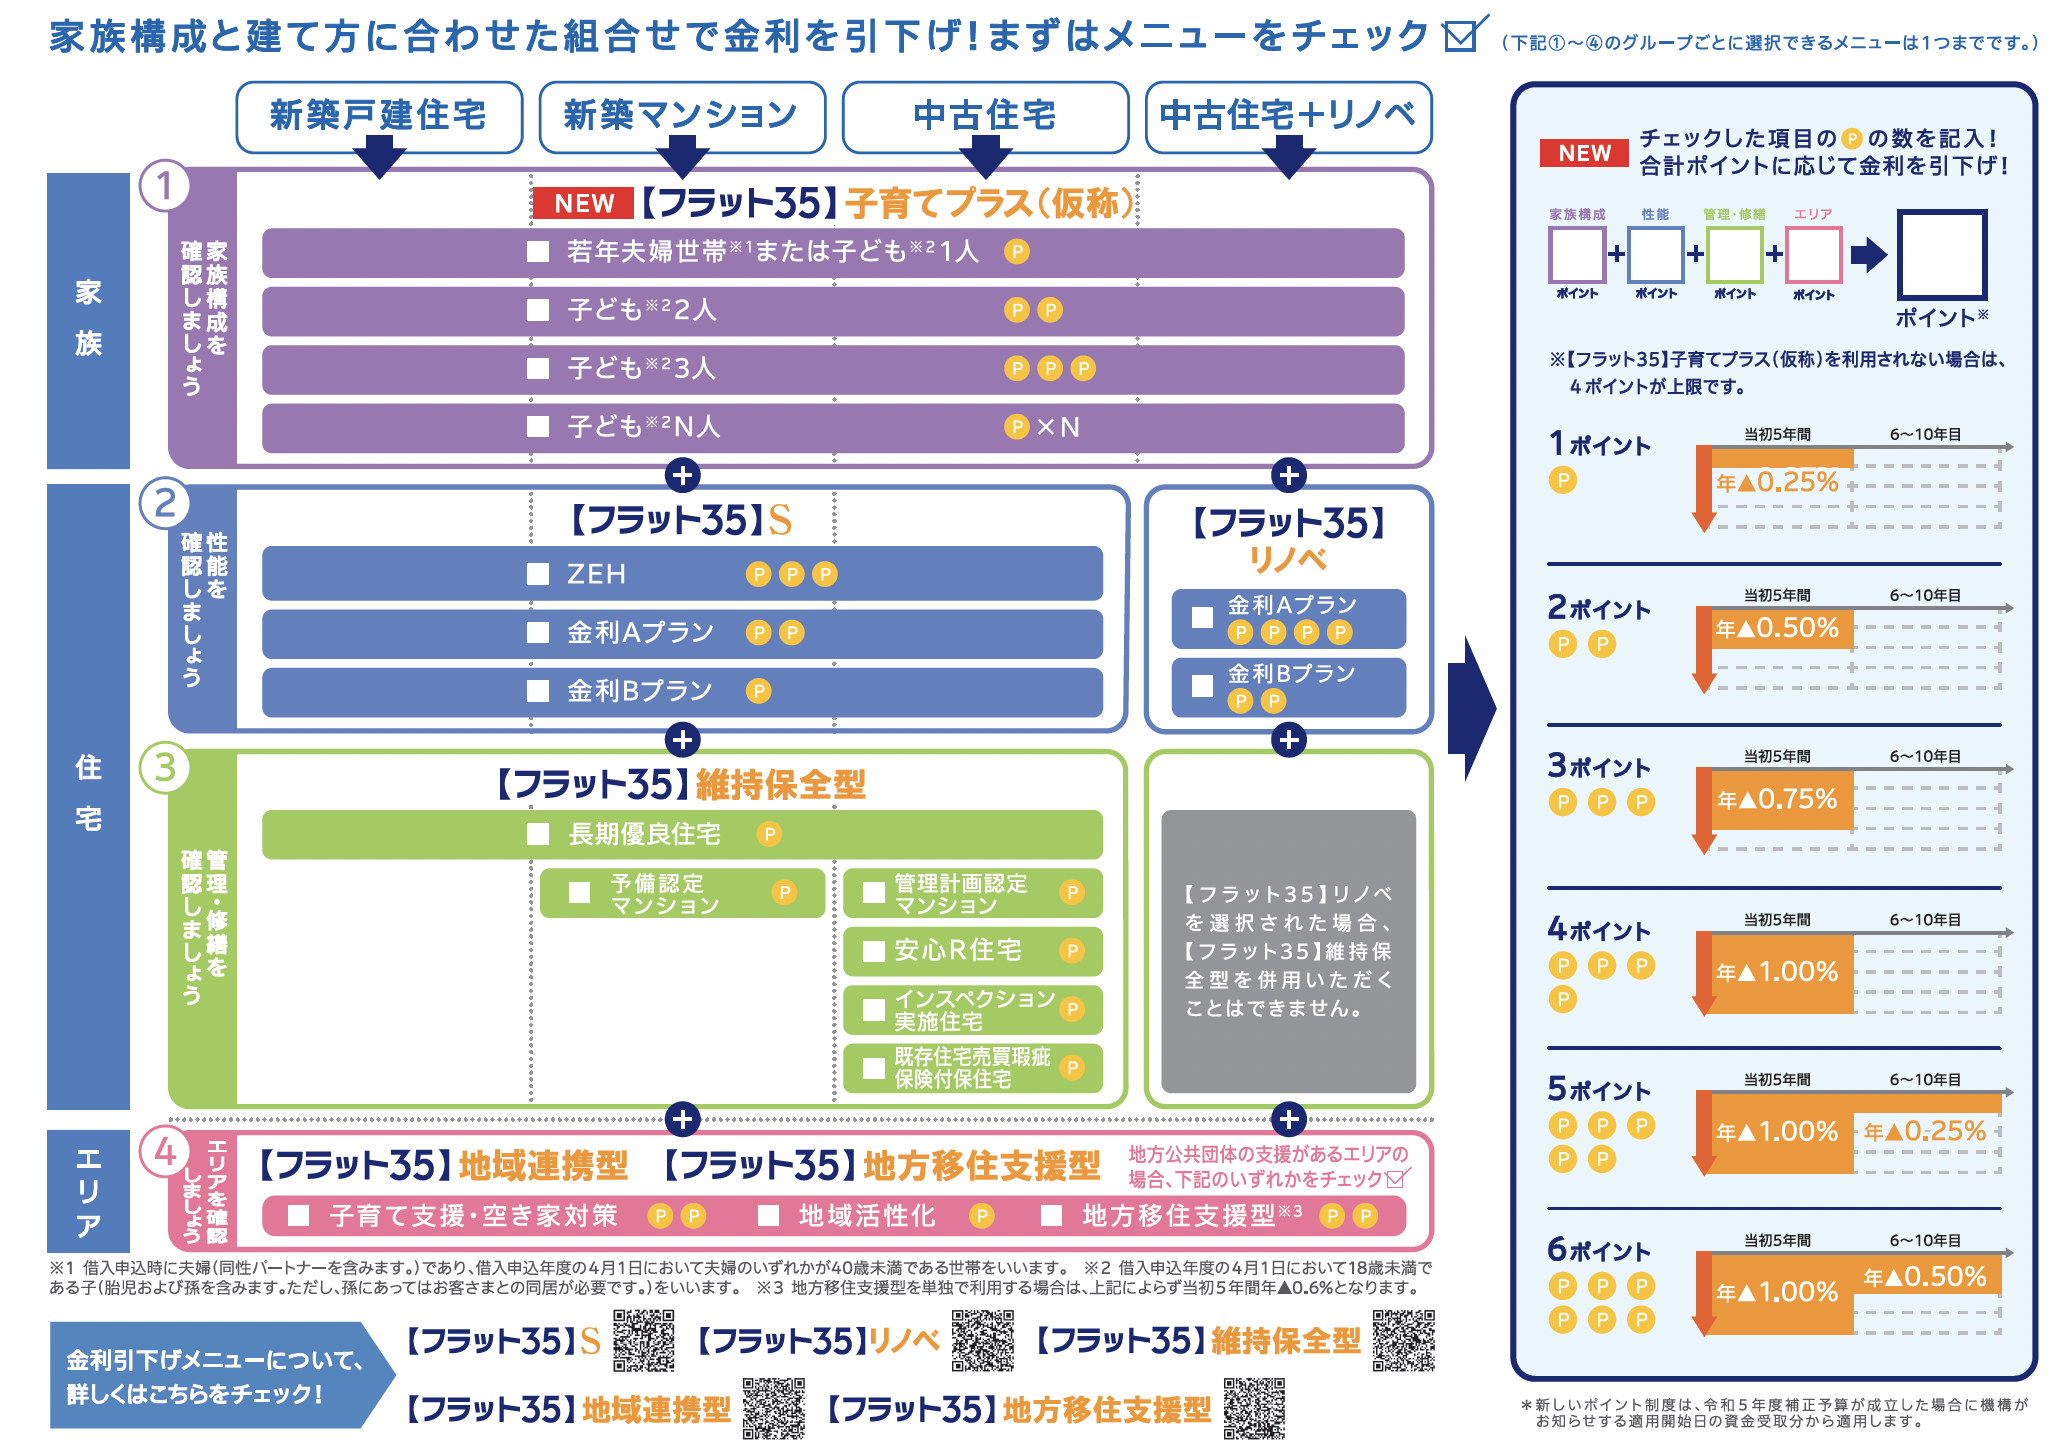 家族構成と建て方に合わせた組合せで金利を引下げ！まずはメニューをチェック
（下記①～④のグループごとに選択できるメニューは1つまでです。）
新築戸建住宅
新築マンション
中古住宅
中古住宅＋リノベ
家族
1
家族構成を
確認しましょう
NEW 【フラット35】子育てプラス（仮称）
若年夫婦世帯※1または子ども※21人 P
子ども※22人 P P
子ども※23人 P P P
子ども※2N人 P×N
+
+
住宅
2
性能を
確認しましょう
【フラット35】S
ZEH P P P
金利Aプラン P P
金利Bプラン P
【フラット35】
リノベ
金利Aプラン
P P P P
金利Bプラン
P P
+
+
3
管理・修繕を
確認しましょう
【フラット35】維持保全型
長期優良住宅 P
予備認定
マンション P
管理計画認定
マンション P
安心R住宅 P
インスペクション
実施住宅 P
既存住宅売買瑕疵
保険付保住宅 P
【フラット35】リノベ
を選択された場合、
【フラット35】維持保
全型を併用いただく
ことはできません。
+
+
エリア
4
エリアを確認
しましょう
【フラット35】地域連携型 【フラット35】地方移住支援型
地方公共団体の支援があるエリアの
場合、下記のいずれかをチェック
子育て支援・空き家対策 P P 地域活性化 P 地方移住支援型※3 P P
※1 借入申込時に夫婦（同性パートナーを含みます。）であり、借入申込年度の4月1日において夫婦のいずれかが40歳未満である世帯をいいます。 ※2 借入申込年度の4月1日において18歳未満で
ある子（胎児および孫を含みます。ただし、孫にあってはお客さまとの同居が必要です。）をいいます。 ※3 地方移住支援型を単独で利用する場合は、上記によらず当初5年間年▲0.6%となります。
金利引下げメニューについて、
詳しくはこちらをチェック！
【フラット35】S
【フラット35】リノベ
【フラット35】維持保全型
【フラット35】地域連携型
【フラット35】地方移住支援型
NEW
チェックした項目の P の数を記入！
合計ポイントに応じて金利を引下げ！
家族構成 性能 管理・修繕 エリア
+ + +
ポイント ポイント ポイント ポイント
ポイント※
※【フラット35】子育てプラス（仮称）を利用されない場合は、
4ポイントが上限です。
1ポイント
P
当初5年間 6～10年目
年▲0.25%
2ポイント
P P
当初5年間 6～10年目
年▲0.50%
3ポイント
P P P
当初5年間 6～10年目
年▲0.75%
4ポイント
P P P
P
当初5年間 6～10年目
年▲1.00%
5ポイント
P P P
P P
当初5年間 6～10年目
年▲1.00% 年▲0.25%
6ポイント
P P P
P P P
当初5年間 6～10年目
年▲1.00% 年▲0.50%
＊新しいポイント制度は、令和5年度補正予算が成立した場合に機構が
お知らせする適用開始日の資金受取分から適用します。